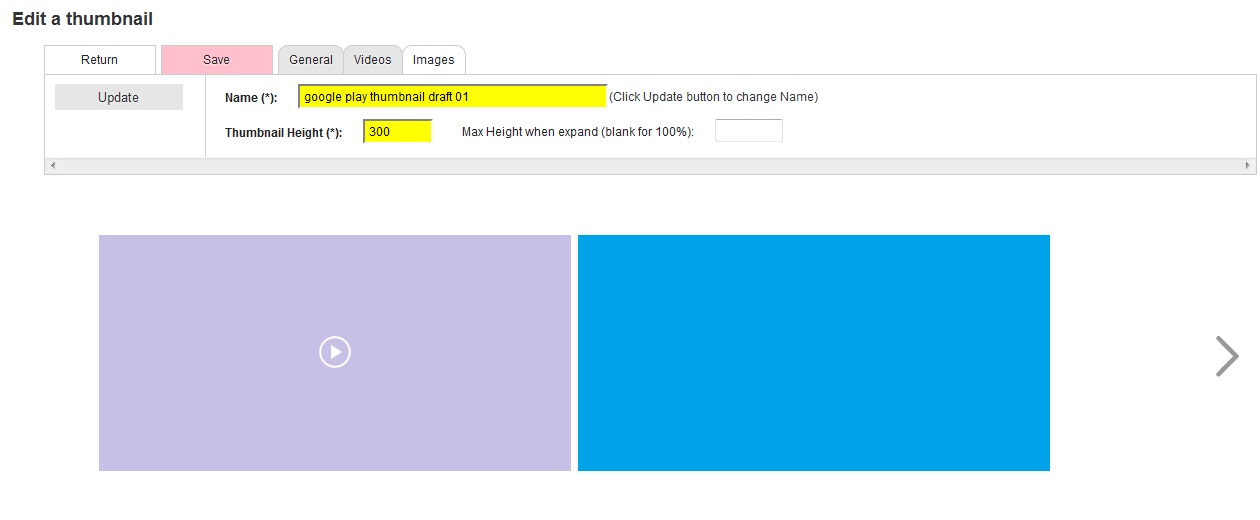 Edit a thumbnail
Return Save General Videos Images
Update Name (*): google play thumbnail draft 01 (Click Update button to change Name)
Thumbnail Height (*): 300 Max Height when expand (blank for 100%):